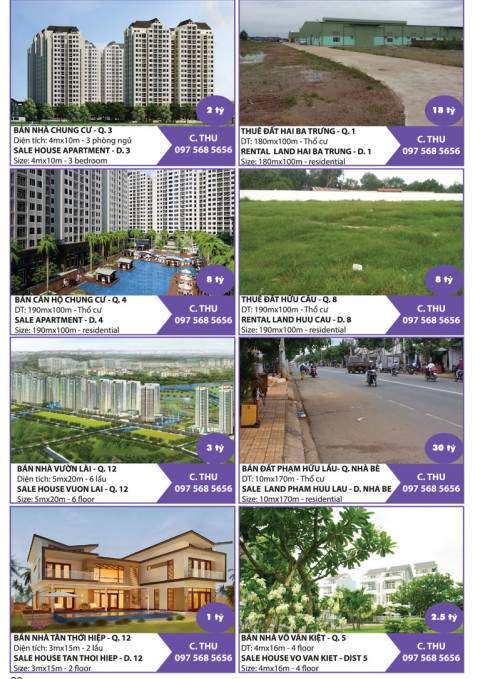 2 tỷ
BÁN NHÀ CHUNG CƯ - Q. 3
Diện tích: 4mx10m - 3 phòng ngủ
SALE HOUSE APARTMENT - D. 3
Size: 4mx10m - 3 bedroom
C. THU
097 568 5656
18 tỷ
THUÊ ĐẤT HAI BA TRƯNG - Q. 1
DT: 180mx100m - Thổ cư
RENTAL LAND HAI BA TRUNG - D. 1
Size: 180mx100m - residential
C. THU
097 568 5656
8 tỷ
BÁN CĂN HỘ CHUNG CƯ - Q. 4
DT: 190mx100m - Thổ cư
SALE APARTMENT - D. 4
Size: 190mx100m - residential
C. THU
097 568 5656
8 tỷ
THUÊ ĐẤT HỮU CẦU - Q. 8
DT: 190mx100m - Thổ cư
RENTAL LAND HUU CAU - D. 8
Size: 190mx100m - residential
C. THU
097 568 5656
3 tỷ
BÁN NHÀ VƯỜN LÀI - Q. 12
Diện tích: 5mx20m - 6 lầu
SALE HOUSE VUON LAI - Q. 12
Size: 5mx20m - 6 floor
C. THU
097 568 5656
30 tỷ
BÁN ĐẤT PHẠM HỮU LẦU- Q. NHÀ BÈ
DT: 10mx170m - Thổ cư
SALE LAND PHAM HUU LAU - D. NHA BE
Size: 10mx170m - residential
C. THU
097 568 5656
1 tỷ
BÁN NHÀ TÂN THỚI HIỆP - Q. 12
Diện tích: 3mx15m - 2 lầu
SALE HOUSE TAN THOI HIEP - D. 12
Size: 3mx15m - 2 floor
C. THU
097 568 5656
2.5 tỷ
BÁN NHÀ VÕ VĂN KIỆT - Q. 5
DT: 4mx16m - 4 floor
SALE HOUSE VO VAN KIET - DIST 5
Size: 4mx16m - 4 floor
C. THU
097 568 5656